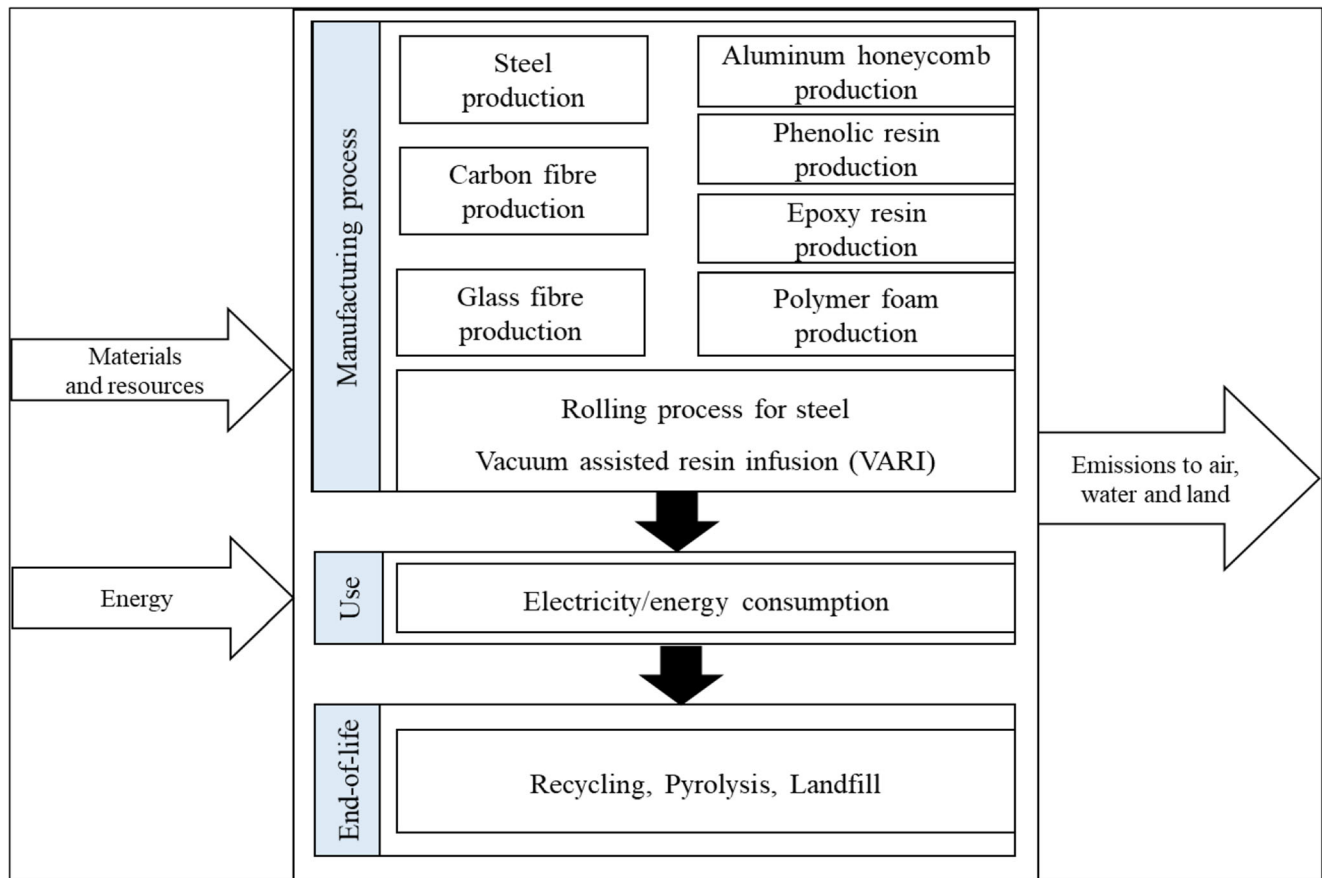 Manufacturing process
Steel
production
Carbon fibre
production
Glass fibre
production
Aluminum honeycomb
production
Phenolic resin
production
Epoxy resin
production
Polymer foam
production
Rolling process for steel
Vacuum assisted resin infusion (VARI)
Materials
and resources
Energy
Use
Electricity/energy consumption
End-of-life
Recycling, Pyrolysis, Landfill
Emissions to air,
water and land